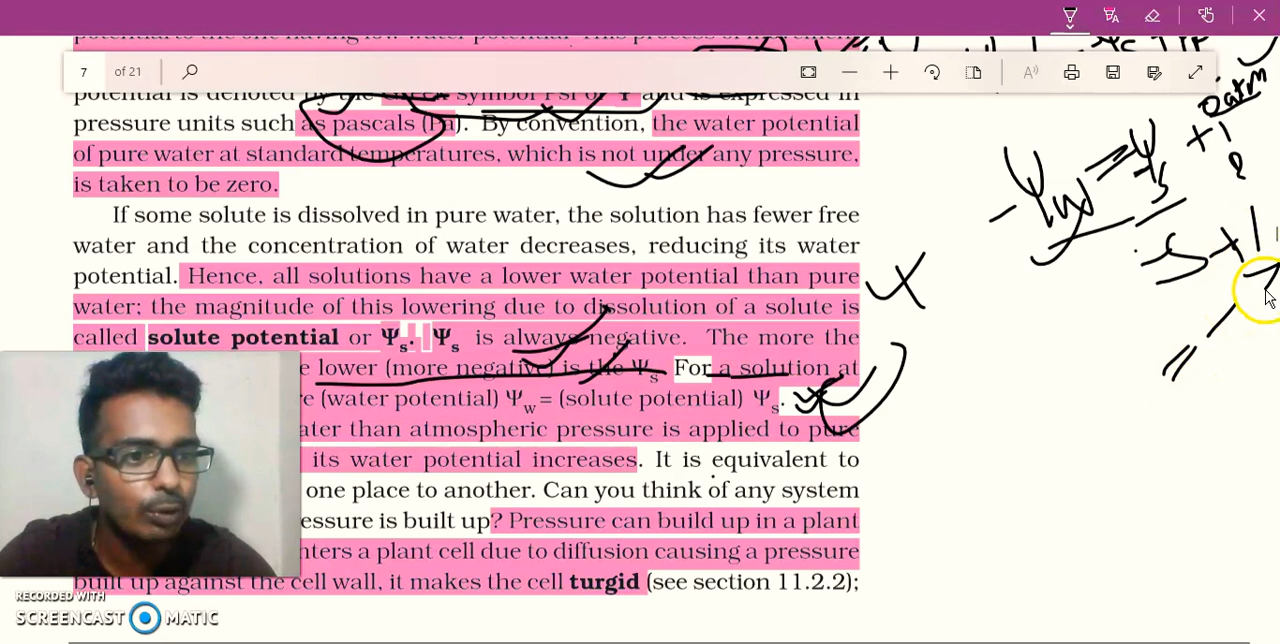 7 of 21
potential is denoted by the Greek symbol Psi or Ψ and is expressed in
pressure units such as pascals (Pa). By convention, the water potential
of pure water at standard temperatures, which is not under any pressure,
is taken to be zero.
If some solute is dissolved in pure water, the solution has fewer free
water and the concentration of water decreases, reducing its water
potential. Hence, all solutions have a lower water potential than pure
water; the magnitude of this lowering due to dissolution of a solute is
called solute potential or Ψs. Ψs is always negative. The more the
lower (more negative) is the Ψs For a solution at
(water potential) Ψw = (solute potential) Ψs.
than atmospheric pressure is applied to pure
its water potential increases. It is equivalent to
one place to another. Can you think of any system
is built up? Pressure can build up in a plant
a plant cell due to diffusion causing a pressure
built up against the cell wall, it makes the cell turgid (see section 11.2.2);
0 atm
-Ψw = Ψs +1
RECORDED WITH
SCREENCAST MATIC